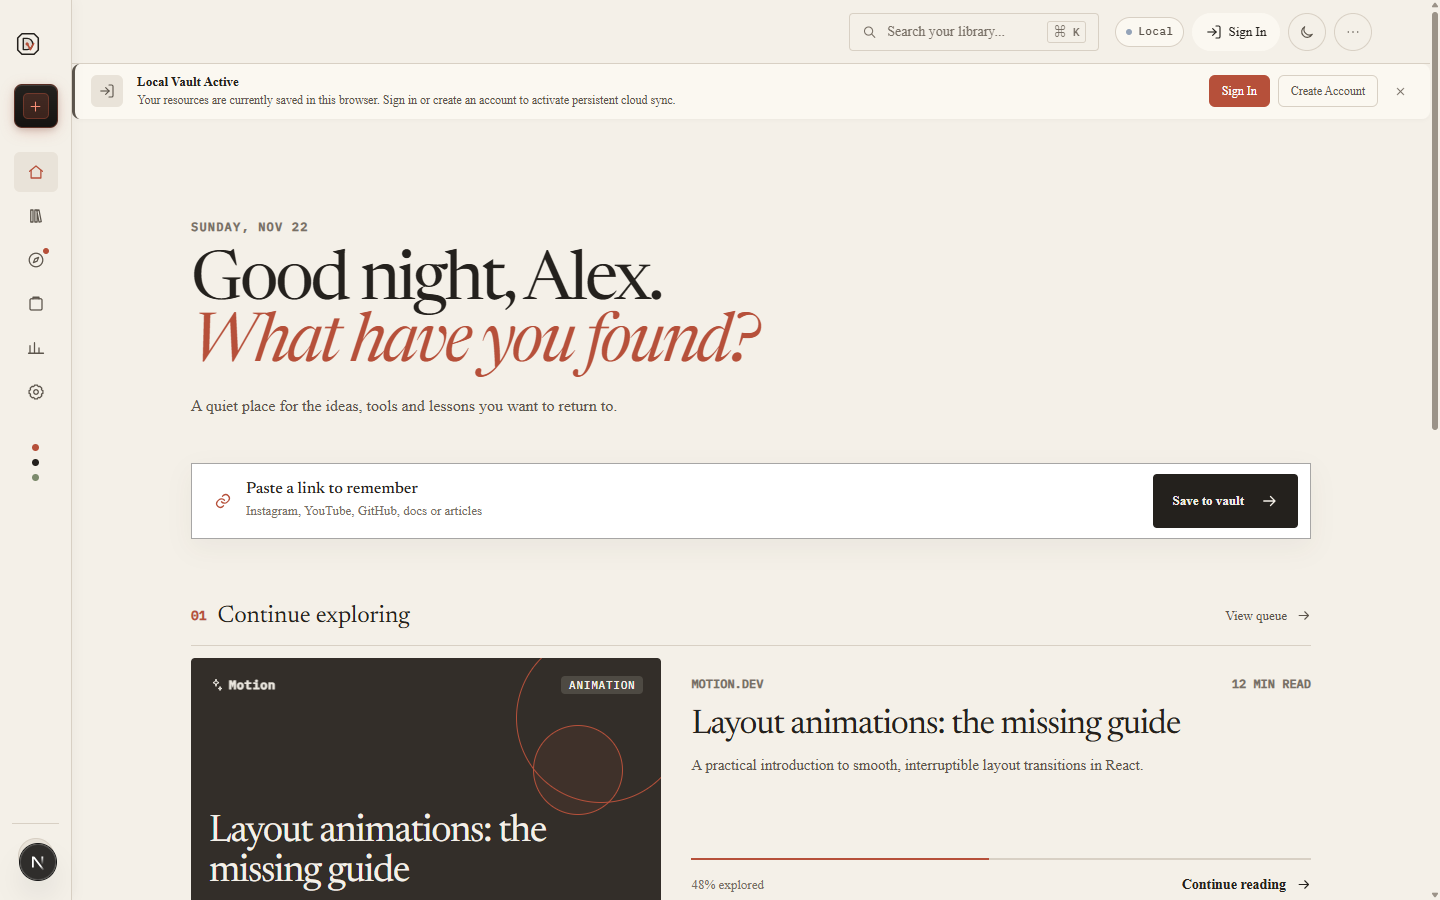 Search your library...
⌘ K
Local
Sign In
Local Vault Active
Your resources are currently saved in this browser. Sign in or create an account to activate persistent cloud sync.
Sign In
Create Account
SUNDAY, NOV 22
Good night, Alex.
What have you found?
A quiet place for the ideas, tools and lessons you want to return to.
Paste a link to remember
Instagram, YouTube, GitHub, docs or articles
Save to vault
01 Continue exploring
View queue
Motion
ANIMATION
Layout animations: the
missing guide
MOTION.DEV
12 MIN READ
Layout animations: the missing guide
A practical introduction to smooth, interruptible layout transitions in React.
48% explored
Continue reading
N